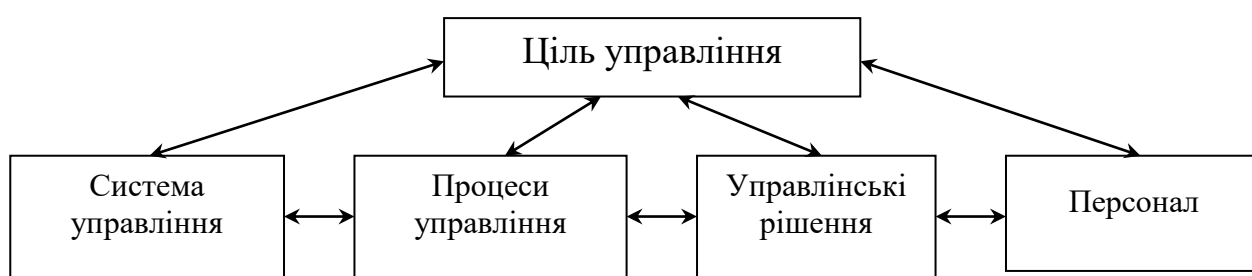 Ціль управління
Система
управління
Процеси
управління
Управлінські
рішення
Персонал